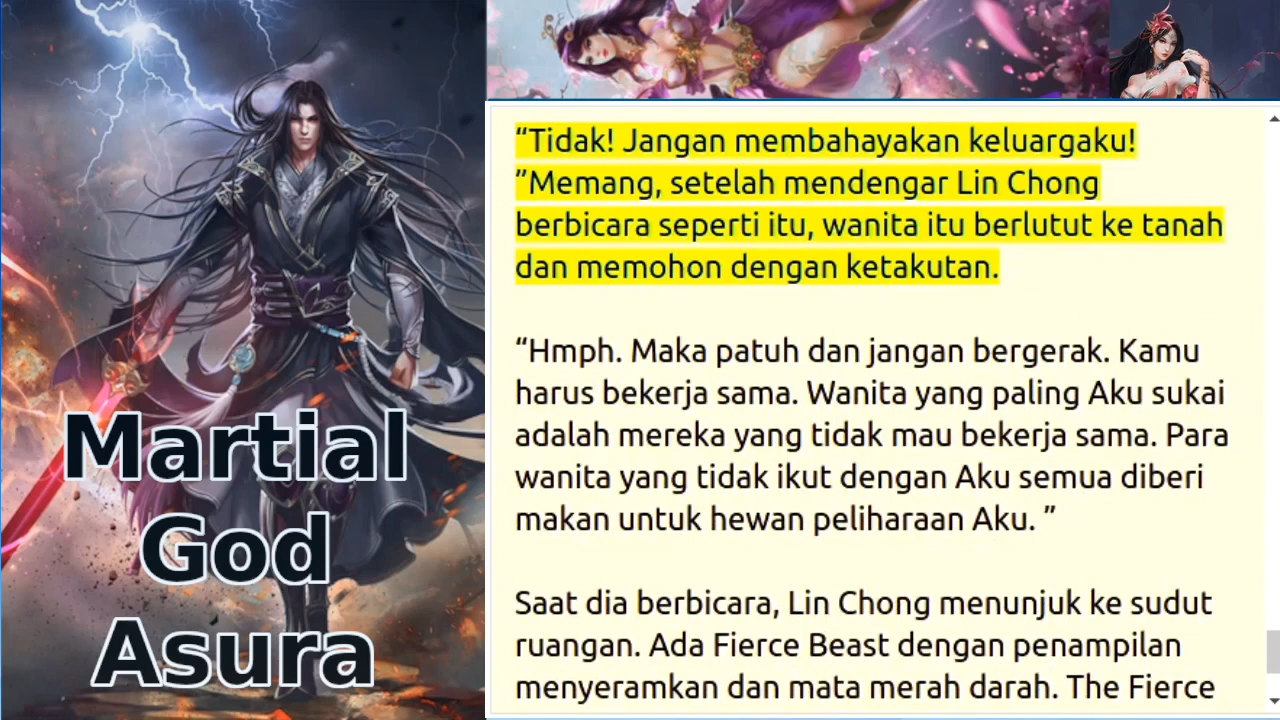 Martial
God
Asura
“Tidak! Jangan membahayakan keluargaku!
”Memang, setelah mendengar Lin Chong
berbicara seperti itu, wanita itu berlutut ke tanah
dan memohon dengan ketakutan.
“Hmph. Maka patuh dan jangan bergerak. Kamu
harus bekerja sama. Wanita yang paling Aku sukai
adalah mereka yang tidak mau bekerja sama. Para
wanita yang tidak ikut dengan Aku semua diberi
makan untuk hewan peliharaan Aku. ”
Saat dia berbicara, Lin Chong menunjuk ke sudut
ruangan. Ada Fierce Beast dengan penampilan
menyeramkan dan mata merah darah. The Fierce